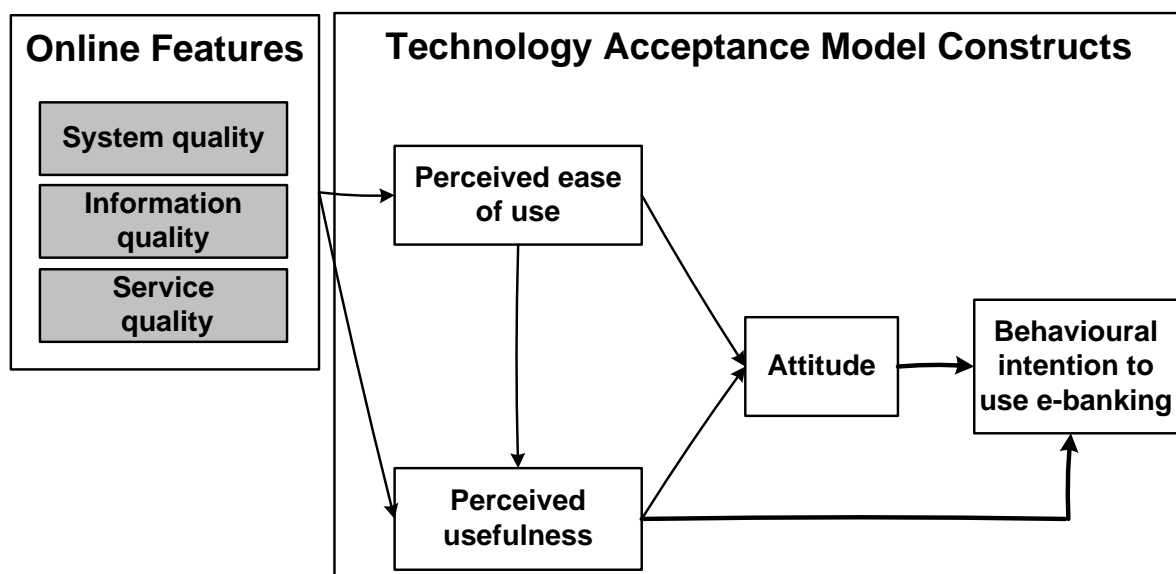 Online Features
System quality
Information
quality
Service
quality
Technology Acceptance Model Constructs
Perceived ease
of use
Perceived
usefulness
Attitude
Behavioural
intention to
use e-banking